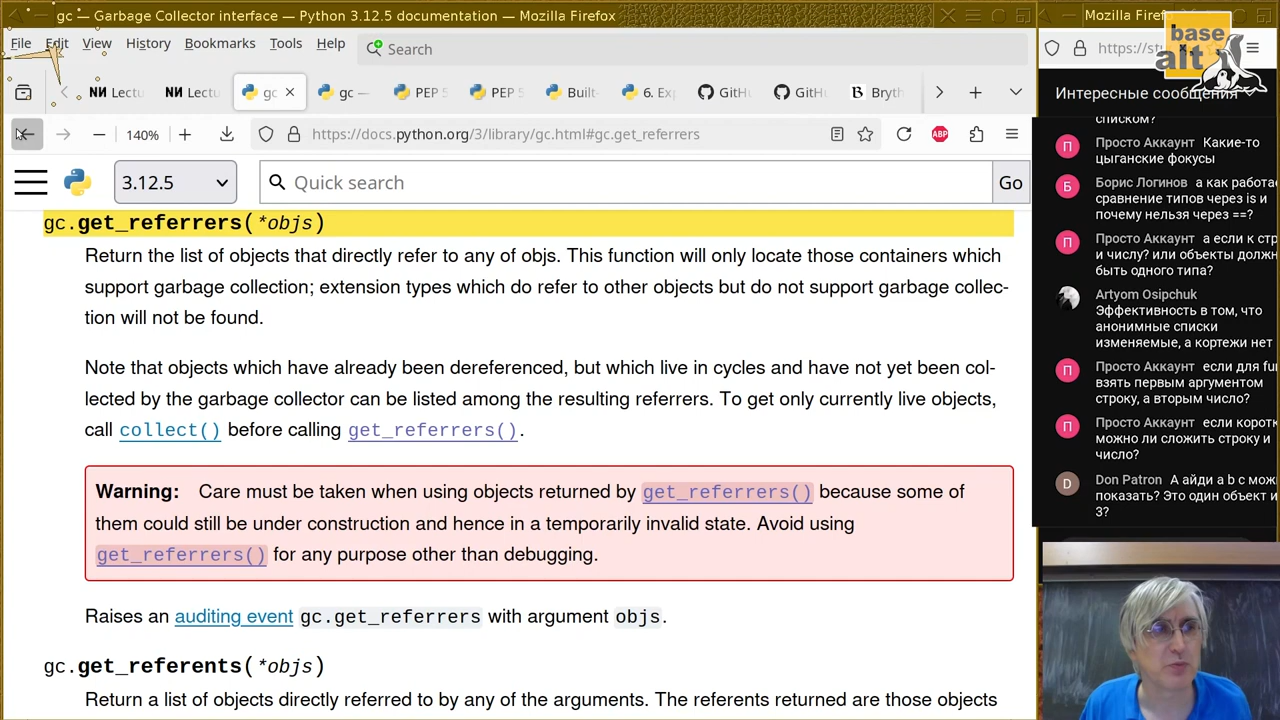 gc — Garbage Collector interface — Python 3.12.5 documentation — Mozilla Firefox
File Edit View History Bookmarks Tools Help
Search
Lectu
Lectu
gc
gc —
PEP 5
PEP 5
Built-
6. Exp
GitHu
GitHu
Bryth
140%
https://docs.python.org/3/library/gc.html#gc.get_referrers
ABP
3.12.5
Quick search
Go
gc.get_referrers(*objs)
Return the list of objects that directly refer to any of objs. This function will only locate those containers which
support garbage collection; extension types which do refer to other objects but do not support garbage collec-
tion will not be found.
Note that objects which have already been dereferenced, but which live in cycles and have not yet been col-
lected by the garbage collector can be listed among the resulting referrers. To get only currently live objects,
call collect() before calling get_referrers().
Warning: Care must be taken when using objects returned by get_referrers() because some of
them could still be under construction and hence in a temporarily invalid state. Avoid using
get_referrers() for any purpose other than debugging.
Raises an auditing event gc.get_referrers with argument objs.
gc.get_referents(*objs)
Return a list of objects directly referred to by any of the arguments. The referents returned are those objects
Mozilla Firef
https://st
base
alt
Интересные сообщения
списком?
П Просто Аккаунт Какие-то
цыганские фокусы
Б Борис Логинов а как работа
сравнение типов через is и
почему нельзя через ==?
П Просто Аккаунт а если к стр
и числу? или объекты долж
быть одного типа?
Artyom Osipchuk
Эффективность в том, что
анонимные списки
изменяемые, а кортежи нет
П Просто Аккаунт если для fu
взять первым аргументом
строку, а вторым число?
П Просто Аккаунт если коротк
можно ли сложить строку и
число?
D Don Patron А айди a b c мож
показать? Это один объект и
3?